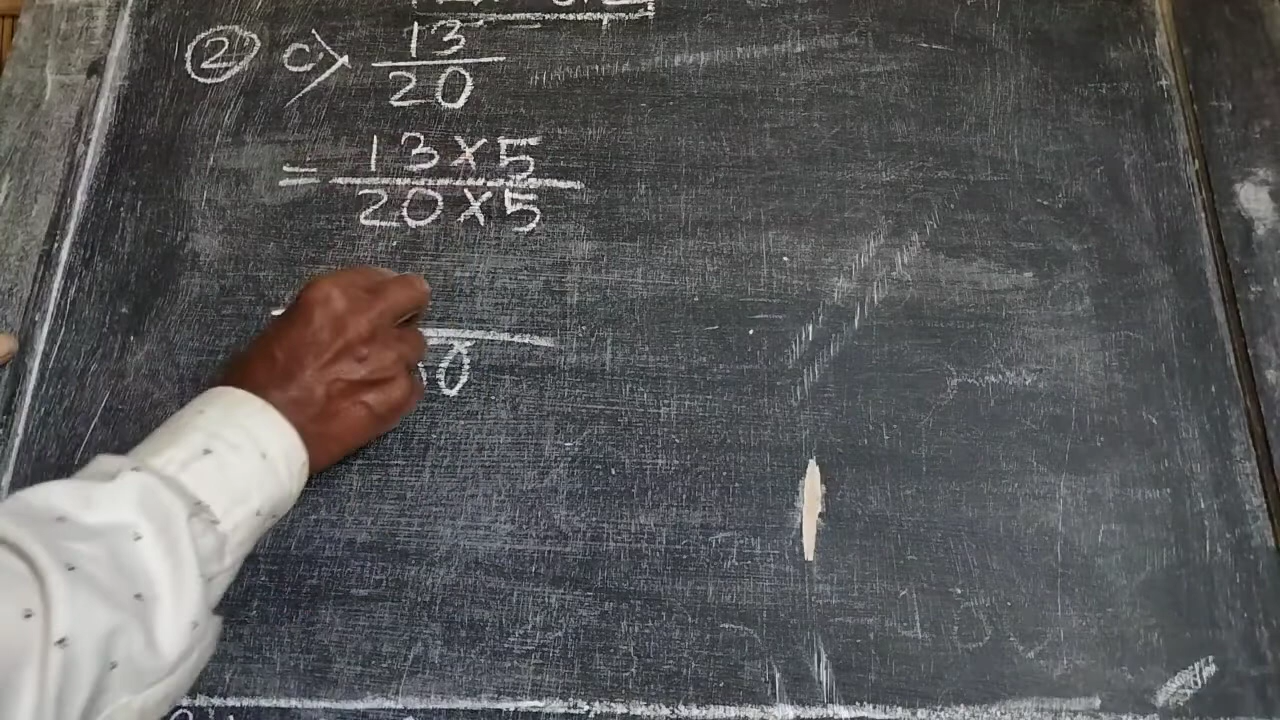 ② c) 13/20
= 13×5 / 20×5